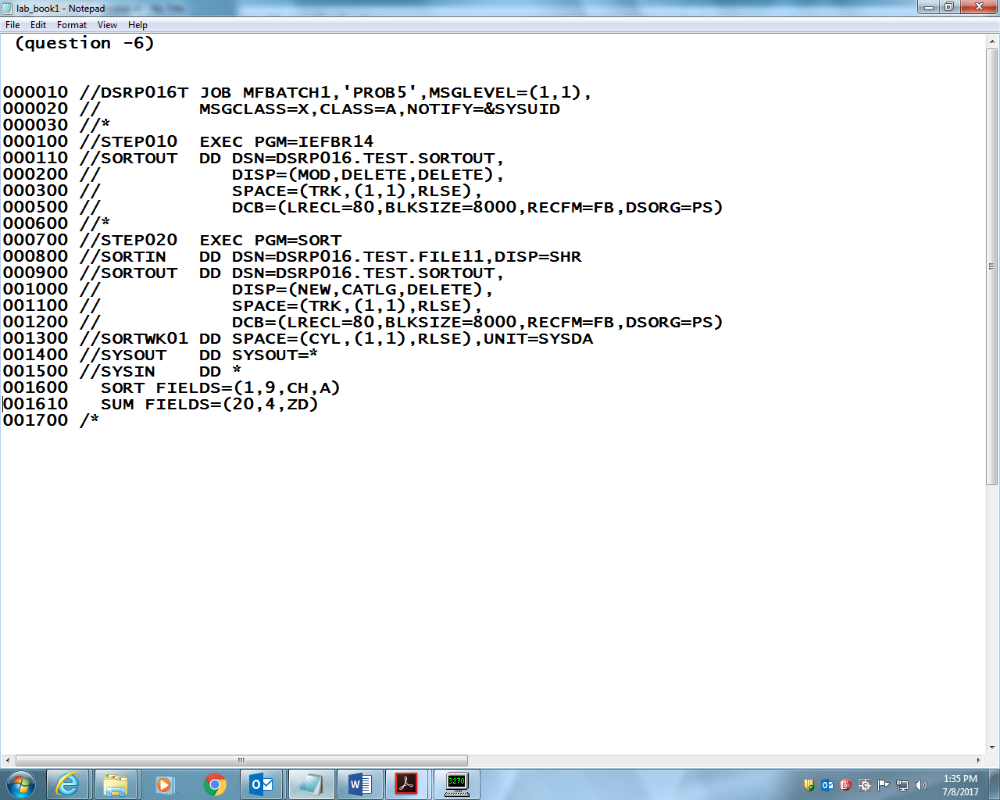 lab_book1 - Notepad
File Edit Format View Help
(question -6)
000010 //DSRP016T JOB MFBATCH1,'PROB5',MSGLEVEL=(1,1),
000020 //         MSGCLASS=X,CLASS=A,NOTIFY=&SYSUID
000030 //*
000100 //STEP010  EXEC PGM=IEFBR14
000110 //SORTOUT  DD DSN=DSRP016.TEST.SORTOUT,
000200 //            DISP=(MOD,DELETE,DELETE),
000300 //            SPACE=(TRK,(1,1),RLSE),
000500 //            DCB=(LRECL=80,BLKSIZE=8000,RECFM=FB,DSORG=PS)
000600 //*
000700 //STEP020  EXEC PGM=SORT
000800 //SORTIN   DD DSN=DSRP016.TEST.FILE11,DISP=SHR
000900 //SORTOUT  DD DSN=DSRP016.TEST.SORTOUT,
001000 //            DISP=(NEW,CATLG,DELETE),
001100 //            SPACE=(TRK,(1,1),RLSE),
001200 //            DCB=(LRECL=80,BLKSIZE=8000,RECFM=FB,DSORG=PS)
001300 //SORTWK01 DD SPACE=(CYL,(1,1),RLSE),UNIT=SYSDA
001400 //SYSOUT   DD SYSOUT=*
001500 //SYSIN    DD *
001600   SORT FIELDS=(1,9,CH,A)
001610   SUM FIELDS=(20,4,ZD)
001700 /*
3270
1:35 PM
7/8/2017